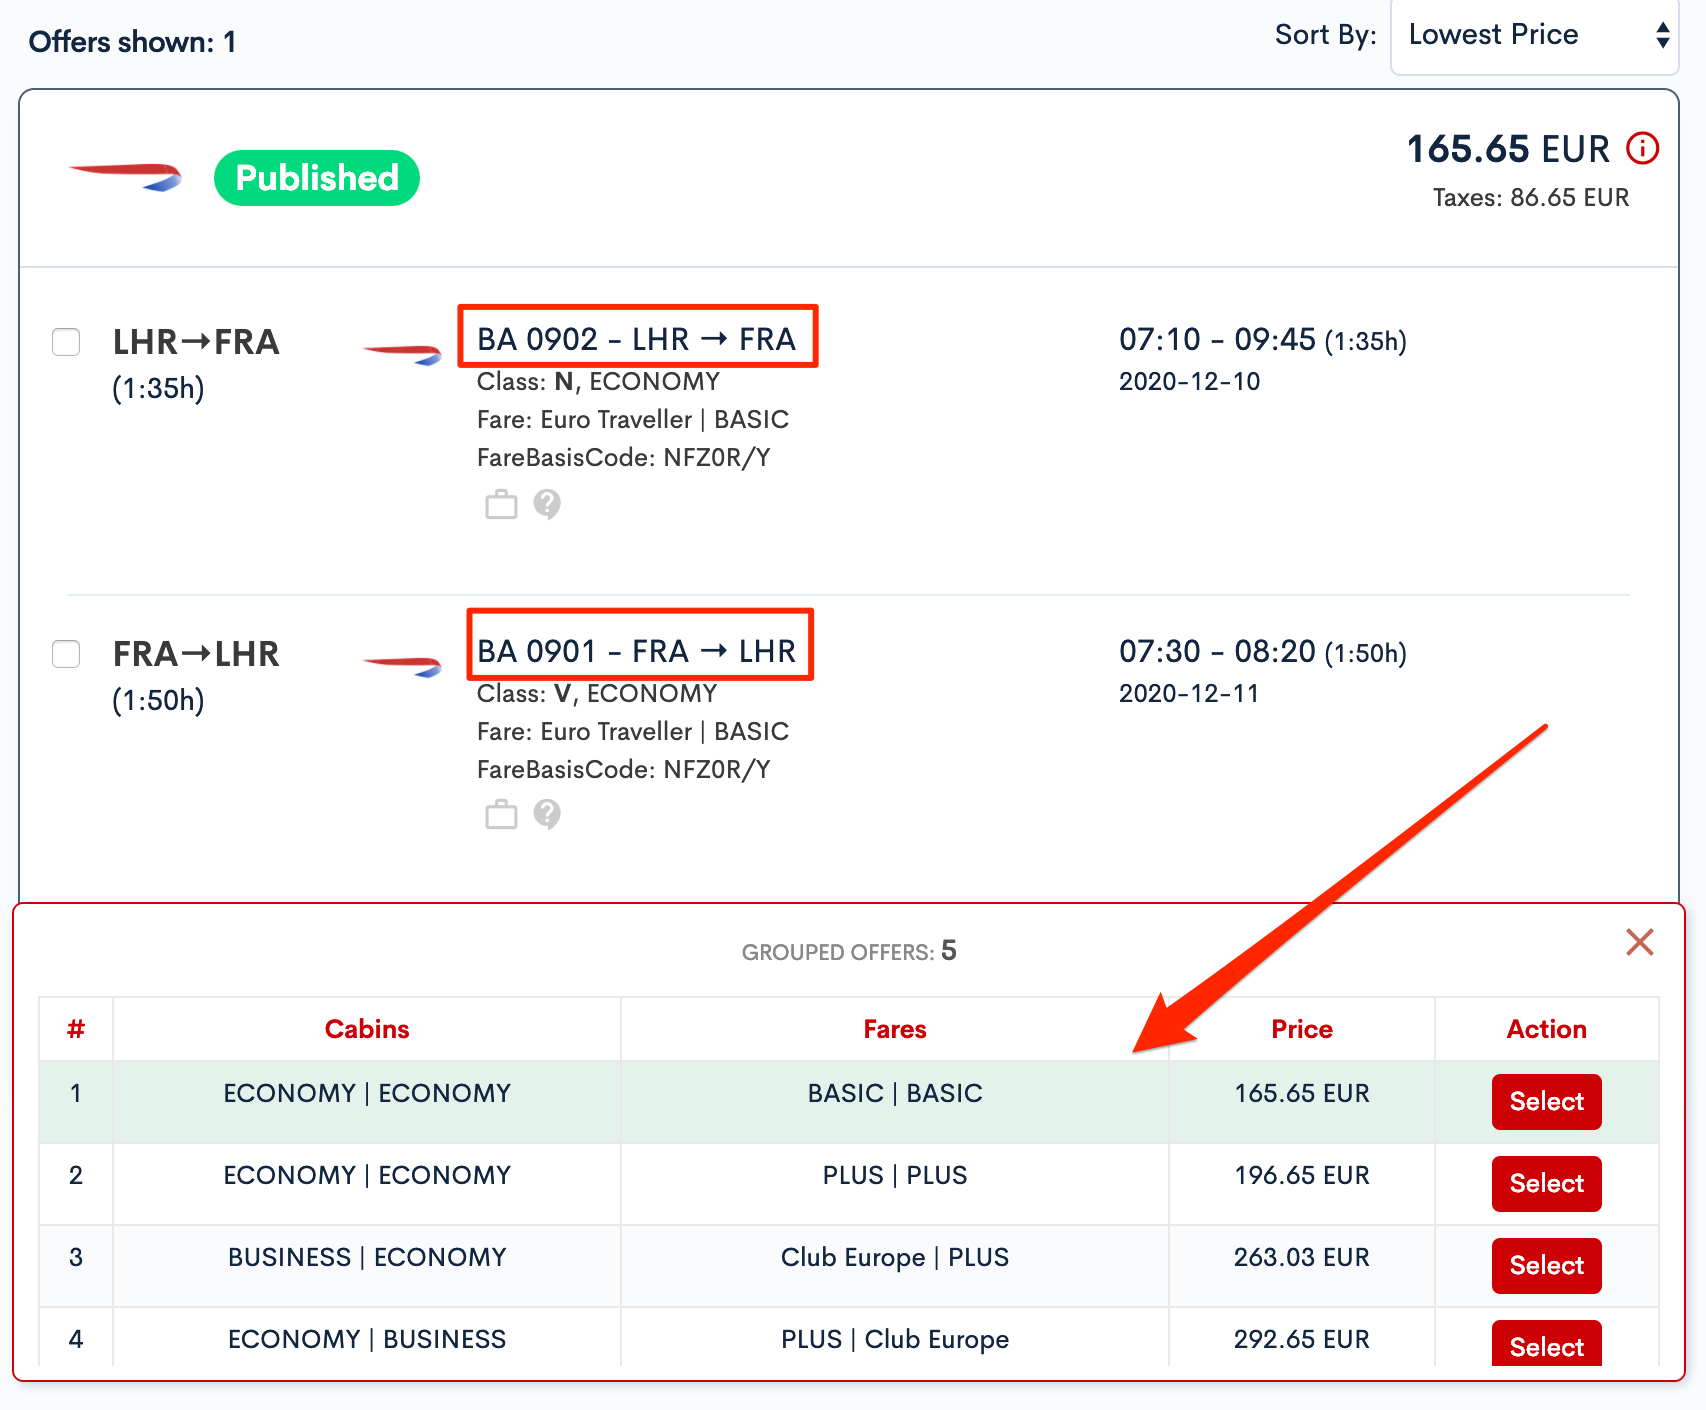 Offers shown: 1
Sort By: Lowest Price
Published
165.65 EUR
Taxes: 86.65 EUR
LHR→FRA
(1:35h)
BA 0902 - LHR → FRA
Class: N, ECONOMY
Fare: Euro Traveller | BASIC
FareBasisCode: NFZ0R/Y
07:10 - 09:45 (1:35h)
2020-12-10
FRA→LHR
(1:50h)
BA 0901 - FRA → LHR
Class: V, ECONOMY
Fare: Euro Traveller | BASIC
FareBasisCode: NFZ0R/Y
07:30 - 08:20 (1:50h)
2020-12-11
GROUPED OFFERS: 5
# Cabins Fares Price Action
1 ECONOMY | ECONOMY BASIC | BASIC 165.65 EUR Select
2 ECONOMY | ECONOMY PLUS | PLUS 196.65 EUR Select
3 BUSINESS | ECONOMY Club Europe | PLUS 263.03 EUR Select
4 ECONOMY | BUSINESS PLUS | Club Europe 292.65 EUR Select